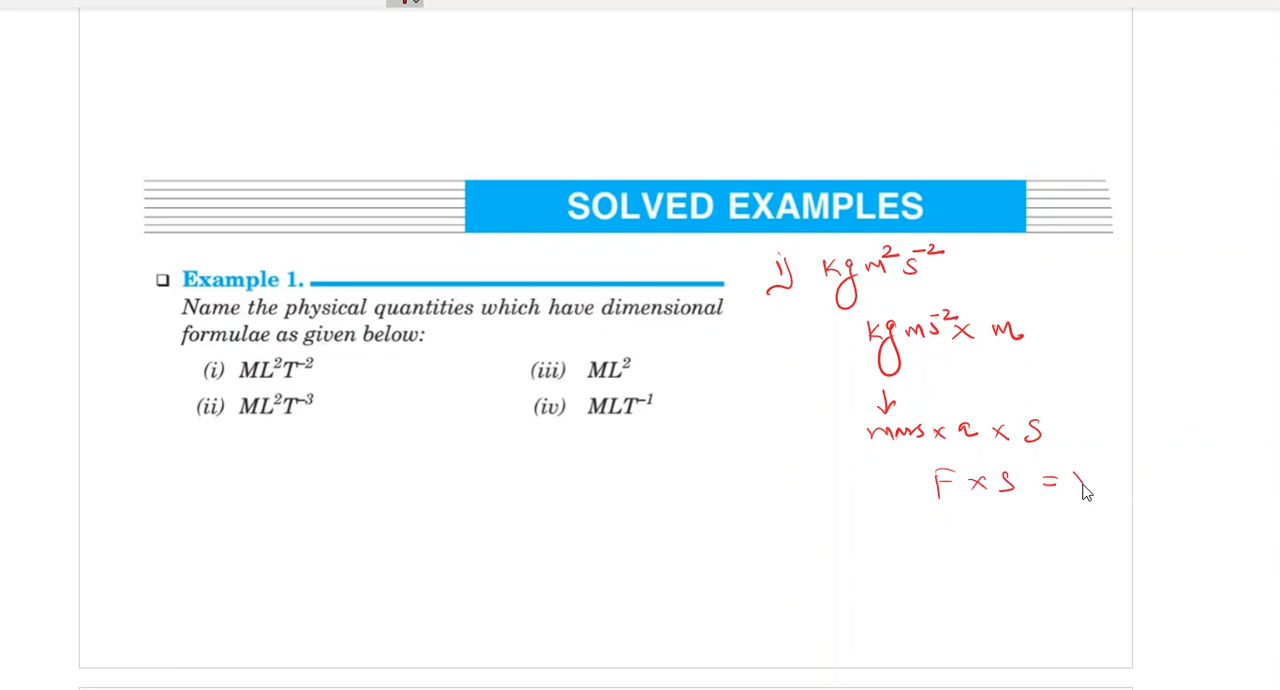 SOLVED EXAMPLES
Example 1.
Name the physical quantities which have dimensional
formulae as given below:
(i) ML²T⁻²
(iii) ML²
(ii) ML²T⁻³
(iv) MLT⁻¹
i) kg m² s⁻²
kg m s⁻² × m
↓
mass × a × s
F × s =